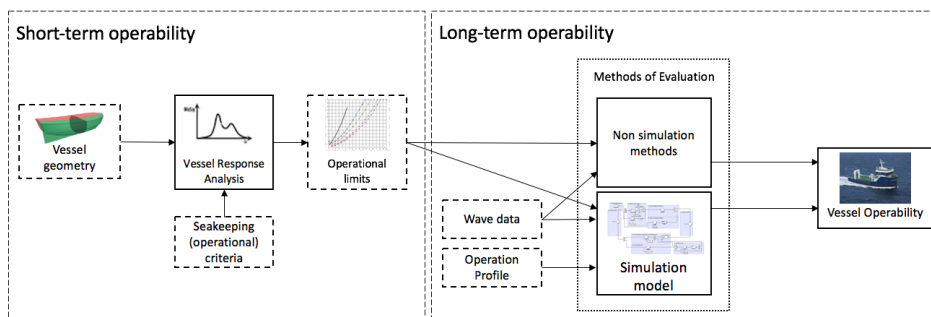 Short-term operability
Long-term operability
Methods of Evaluation
Vessel
geometry
Vessel Response
Analysis
Operational
limits
Seakeeping
(operational)
criteria
Non simulation
methods
Wave data
Operation
Profile
Simulation
model
Vessel Operability